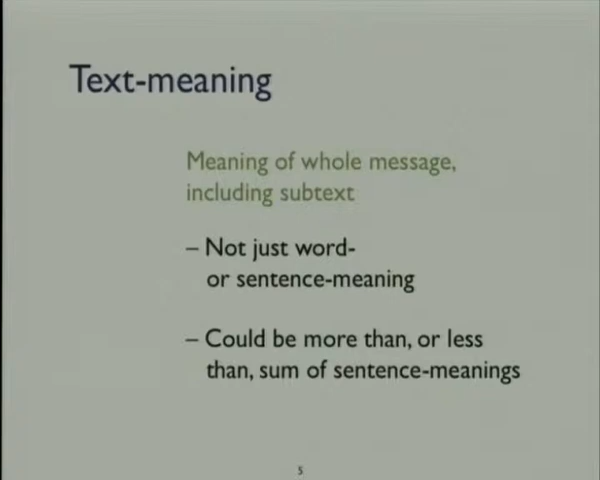 Text-meaning
Meaning of whole message,
including subtext
– Not just word-
or sentence-meaning
– Could be more than, or less
than, sum of sentence-meanings
5